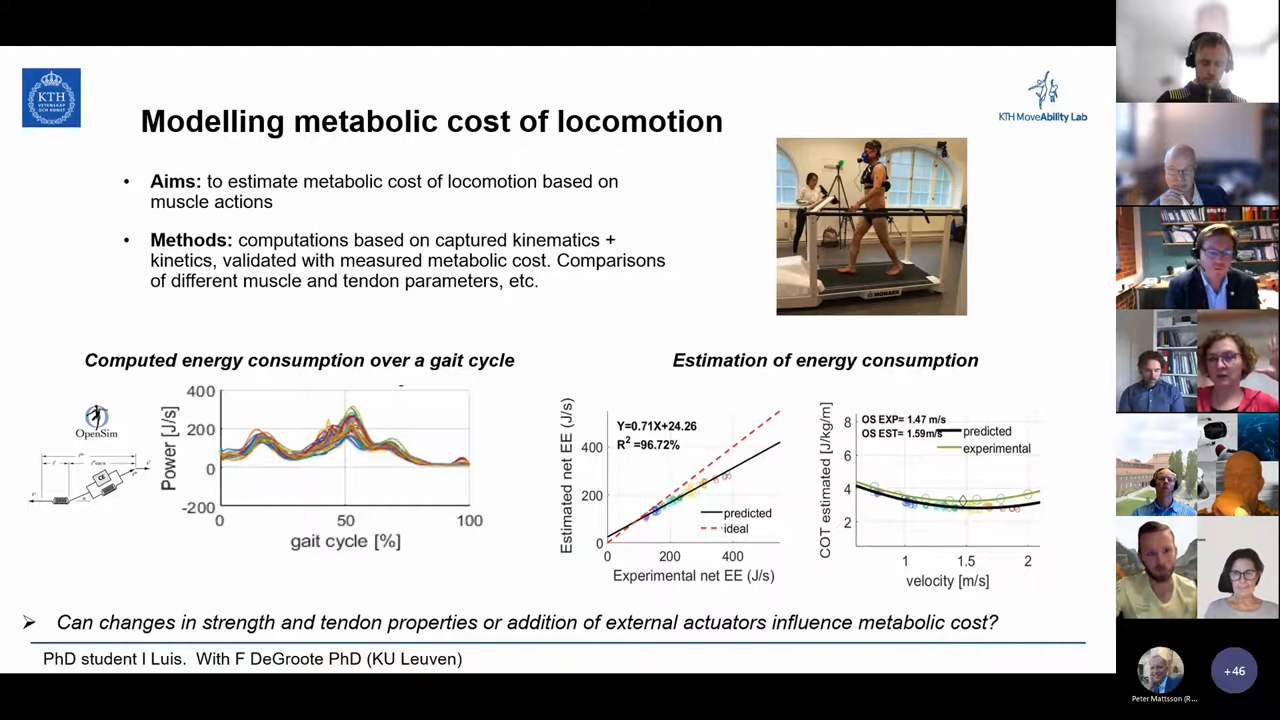 KTH
VETENSKAP
OCH KONST
KTH MoveAbility Lab
Modelling metabolic cost of locomotion
• Aims: to estimate metabolic cost of locomotion based on
muscle actions
• Methods: computations based on captured kinematics +
kinetics, validated with measured metabolic cost. Comparisons
of different muscle and tendon parameters, etc.
MONARK
Computed energy consumption over a gait cycle
OpenSim
CE
Power [J/s]
400
200
0
-200
0 50 100
gait cycle [%]
Estimation of energy consumption
Estimated net EE (J/s)
Y=0.71X+24.26
R2 =96.72%
400
200
0
predicted
ideal
0 200 400
Experimental net EE (J/s)
COT estimated [J/kg/m]
OS EXP= 1.47 m/s
OS EST= 1.59m/s
predicted
experimental
8
6
4
2
1 1.5 2
velocity [m/s]
➢ Can changes in strength and tendon properties or addition of external actuators influence metabolic cost?
PhD student I Luis. With F DeGroote PhD (KU Leuven)
Peter Mattsson (R...
+46